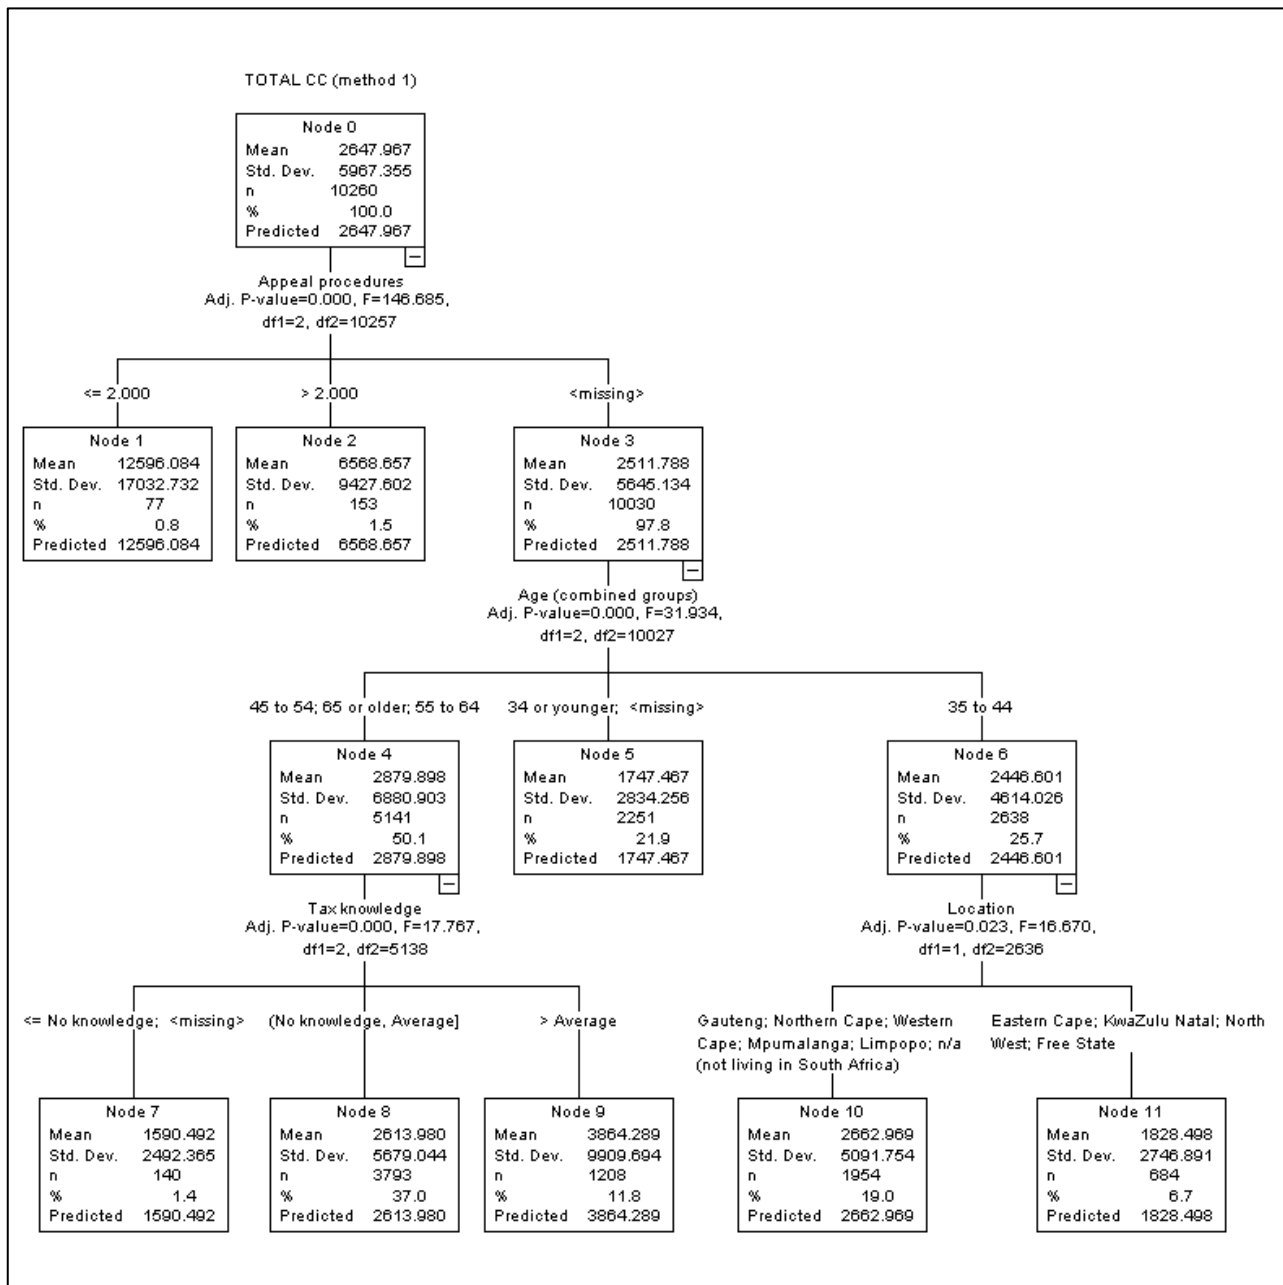 TOTAL CC (method 1)
Node 0
Mean 2647.967
Std. Dev. 5967.355
n 10260
% 100.0
Predicted 2647.967
Appeal procedures
Adj. P-value=0.000, F=146.685,
df1=2, df2=10257
<= 2.000
> 2.000
<missing>
Node 1
Mean 12596.084
Std. Dev. 17032.732
n 77
% 0.8
Predicted 12596.084
Node 2
Mean 6568.657
Std. Dev. 9427.602
n 153
% 1.5
Predicted 6568.657
Node 3
Mean 2511.788
Std. Dev. 5645.134
n 10030
% 97.8
Predicted 2511.788
Age (combined groups)
Adj. P-value=0.000, F=31.934,
df1=2, df2=10027
45 to 54; 65 or older; 55 to 64
34 or younger; <missing>
35 to 44
Node 4
Mean 2879.898
Std. Dev. 6880.903
n 5141
% 50.1
Predicted 2879.898
Node 5
Mean 1747.467
Std. Dev. 2834.256
n 2251
% 21.9
Predicted 1747.467
Node 6
Mean 2446.601
Std. Dev. 4614.026
n 2638
% 25.7
Predicted 2446.601
Tax knowledge
Adj. P-value=0.000, F=17.767,
df1=2, df2=5138
Location
Adj. P-value=0.023, F=16.670,
df1=1, df2=2636
<= No knowledge; <missing>
(No knowledge, Average]
> Average
Gauteng; Northern Cape; Western
Cape; Mpumalanga; Limpopo; n/a
(not living in South Africa)
Eastern Cape; KwaZulu Natal; North
West; Free State
Node 7
Mean 1590.492
Std. Dev. 2492.365
n 140
% 1.4
Predicted 1590.492
Node 8
Mean 2613.980
Std. Dev. 5679.044
n 3793
% 37.0
Predicted 2613.980
Node 9
Mean 3864.289
Std. Dev. 9909.694
n 1208
% 11.8
Predicted 3864.289
Node 10
Mean 2662.969
Std. Dev. 5091.754
n 1954
% 19.0
Predicted 2662.969
Node 11
Mean 1828.498
Std. Dev. 2746.891
n 684
% 6.7
Predicted 1828.498